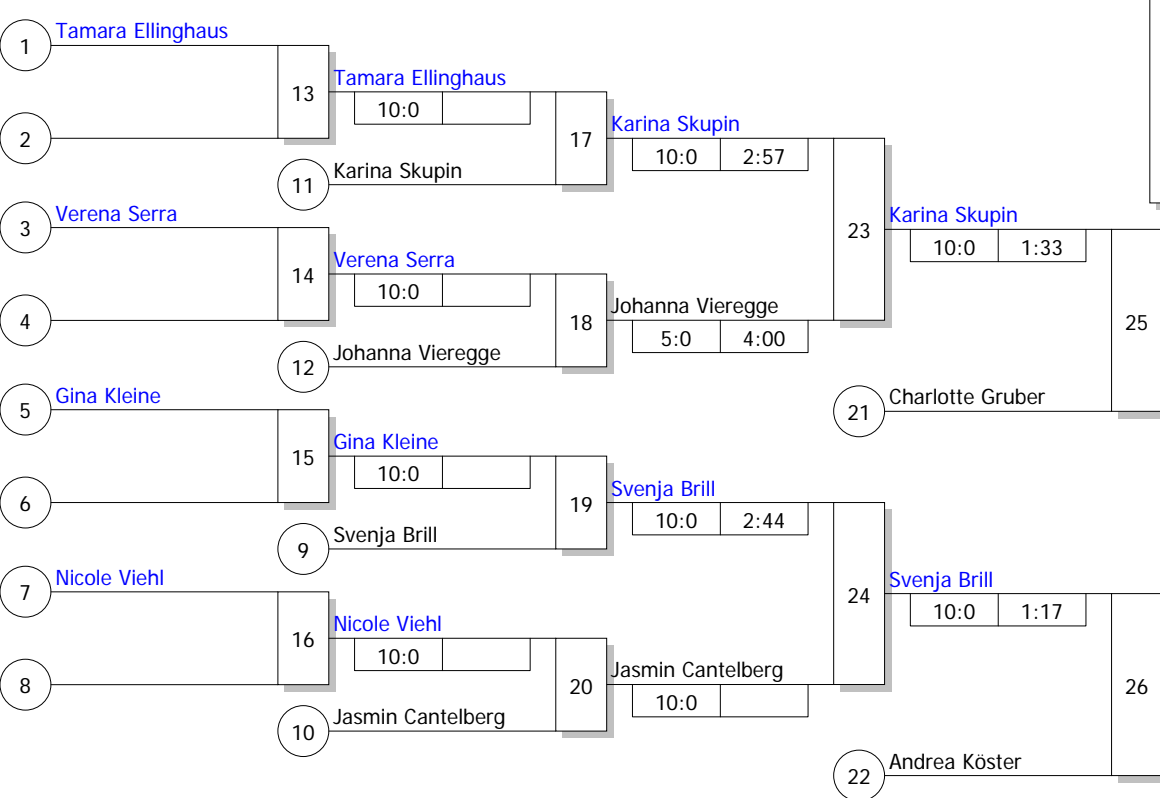 Tamara Ellinghaus
1
13
Tamara Ellinghaus
10:0
2
17
Karina Skupin
10:0 2:57
11
Karina Skupin
3
Verena Serra
23
Karina Skupin
10:0 1:33
14
Verena Serra
10:0
4
18
Johanna Vieregge
5:0 4:00
25
12
Johanna Vieregge
5
Gina Kleine
21
Charlotte Gruber
15
Gina Kleine
10:0
6
19
Svenja Brill
10:0 2:44
9
Svenja Brill
7
Nicole Viehl
24
Svenja Brill
10:0 1:17
16
Nicole Viehl
10:0
8
20
Jasmin Cantelberg
10:0
26
10
Jasmin Cantelberg
22
Andrea Köster